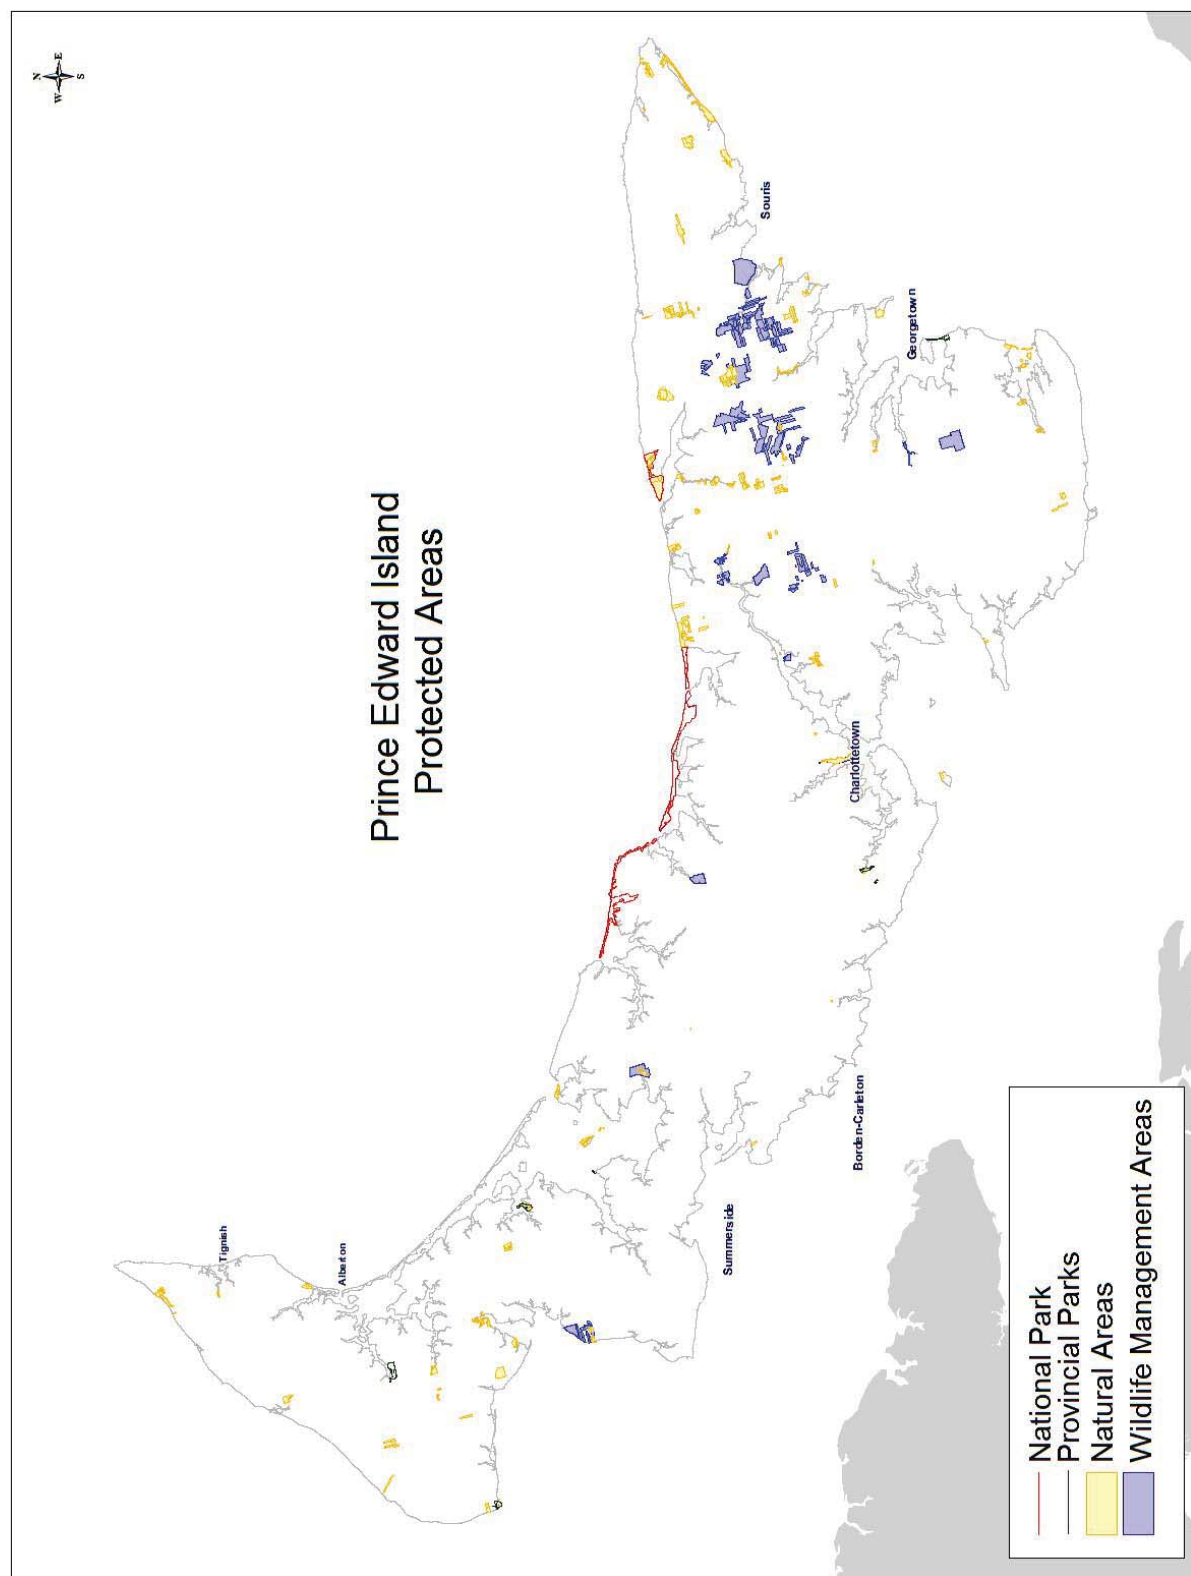 Prince Edward Island
Protected Areas
N
W
E
S
Tignish
Alberton
Summerside
Borden-Carleton
Charlottetown
Georgetown
Souris
National Park
Provincial Parks
Natural Areas
Wildlife Management Areas